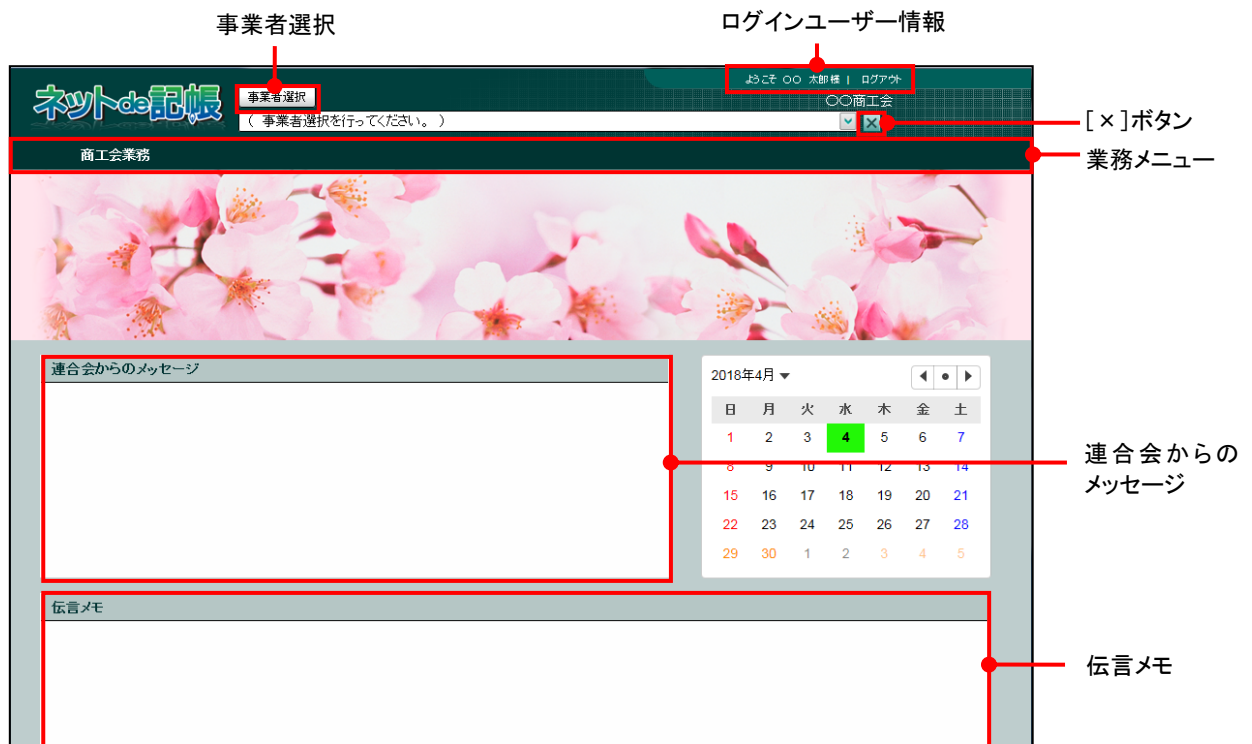 事業者選択
ログインユーザー情報
ようこそ 〇〇 太郎様 | ログアウト
ネットde記帳
事業者選択
〇〇商工会
( 事業者選択を行ってください。 )
[×]ボタン
商工会業務
業務メニュー
連合会からのメッセージ
2018年4月
日 月 火 水 木 金 土
1 2 3 4 5 6 7
8 9 10 11 12 13 14
15 16 17 18 19 20 21
22 23 24 25 26 27 28
29 30 1 2 3 4 5
連合会からの
メッセージ
伝言メモ
伝言メモ